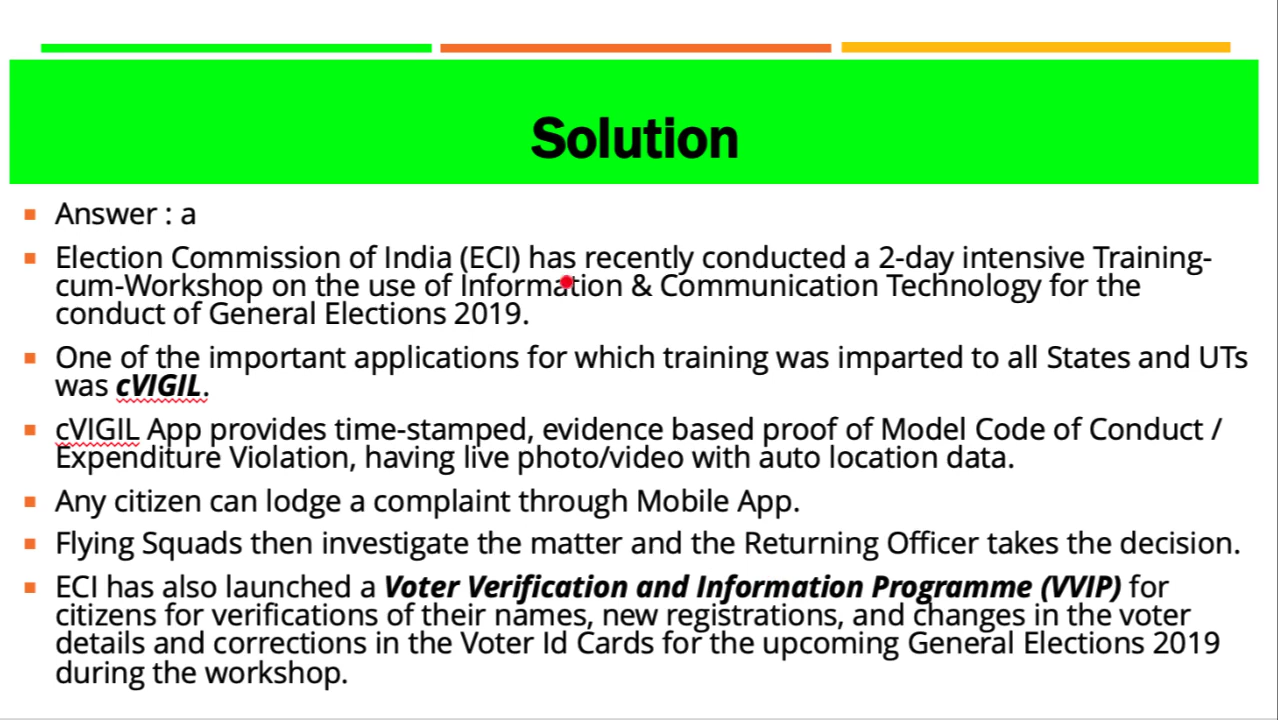 Solution
Answer : a
Election Commission of India (ECI) has recently conducted a 2-day intensive Training-
cum-Workshop on the use of Information & Communication Technology for the
conduct of General Elections 2019.
One of the important applications for which training was imparted to all States and UTs
was cVIGIL.
cVIGIL App provides time-stamped, evidence based proof of Model Code of Conduct /
Expenditure Violation, having live photo/video with auto location data.
Any citizen can lodge a complaint through Mobile App.
Flying Squads then investigate the matter and the Returning Officer takes the decision.
ECI has also launched a Voter Verification and Information Programme (VVIP) for
citizens for verifications of their names, new registrations, and changes in the voter
details and corrections in the Voter Id Cards for the upcoming General Elections 2019
during the workshop.